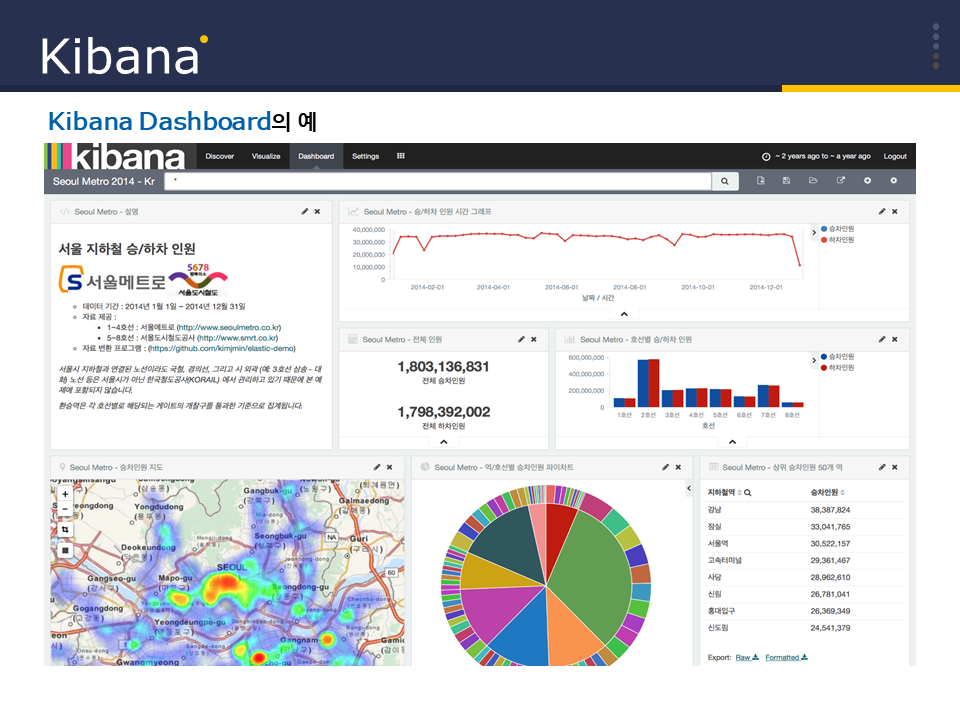 Kibana
Kibana Dashboard의 예
kibana
Discover Visualize Dashboard Settings
~ 2 years ago to ~ a year ago Logout
Seoul Metro 2014 - Kr
*
Seoul Metro - 설명
서울 지하철 승/하차 인원
서울메트로
5678
서울도시철도
데이터 기간 : 2014년 1월 1일 ~ 2014년 12월 31일
자료 제공 :
1~4호선 : 서울메트로 (http://www.seoulmetro.co.kr)
5~8호선 : 서울도시철도공사 (http://www.smrt.co.kr)
자료 변환 프로그램 : (https://github.com/kimjmin/elastic-demo)
서울시 지하철과 연결된 노선이라도 국철, 경의선, 그리고 시 외곽 (예: 3호선 삼송 - 대
화) 노선 등은 서울시가 아닌 한국철도공사(KORAIL) 에서 관리하고 있기 때문에 본 예
제에 포함되지 않습니다.
환승역은 각 호선별로 해당되는 게이트의 개찰구를 통과한 기준으로 집계됩니다.
Seoul Metro - 승/하차 인원 시간 그래프
40,000,000
30,000,000
20,000,000
10,000,000
0
2014-02-01 2014-04-01 2014-06-01 2014-08-01 2014-10-01 2014-12-01
날짜 / 시간
승차인원
하차인원
Seoul Metro - 전체 인원
1,803,136,831
전체 승차인원
1,798,392,002
전체 하차인원
Seoul Metro - 호선별 승/하차 인원
600,000,000
400,000,000
200,000,000
0
1호선 2호선 3호선 4호선 5호선 6호선 7호선 8호선
호선
승차인원
하차인원
Seoul Metro - 승차인원 지도
Yongdudong
Gangbuk-gu
Galmaedong
Deokeundong
Seongbuk-gu
NA
Guri
SEOUL
60
Gangseo-gu
Mapo-gu
Seongdong-gu
Gogangdong
Yeongdeungpo-gu
Gangnam
Gwangmyeong
Seoul Metro - 역/호선별 승차인원 파이차트
Seoul Metro - 상위 승차인원 50개 역
지하철역 승차인원
강남 38,387,824
잠실 33,041,765
서울역 30,522,157
고속터미널 29,361,467
사당 28,962,610
신림 26,781,041
홍대입구 26,369,349
신도림 24,541,379
Export: Raw Formatted